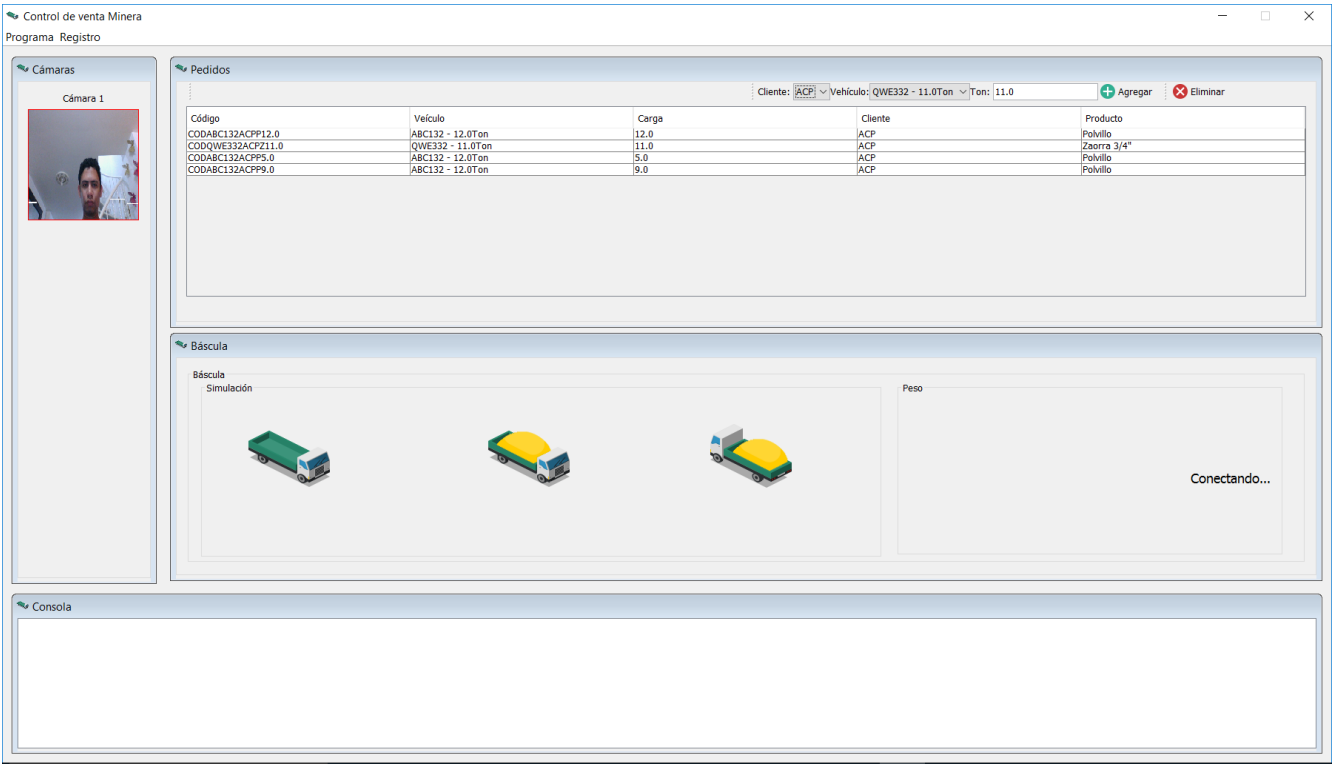 Control de venta Minera
Programa Registro
Cámaras
Cámara 1
Pedidos
Cliente: ACP Vehículo: QWE332 - 11.0Ton Ton: 11.0 Agregar Eliminar
Código Veículo Carga Cliente Producto
CODABC132ACPP12.0 ABC132 - 12.0Ton 12.0 ACP Polvillo
CODQWE332ACPZ11.0 QWE332 - 11.0Ton 11.0 ACP Zaorra 3/4"
CODABC132ACPP5.0 ABC132 - 12.0Ton 5.0 ACP Polvillo
CODABC132ACPP9.0 ABC132 - 12.0Ton 9.0 ACP Polvillo
Báscula
Báscula
Simulación
Peso
Conectando...
Consola